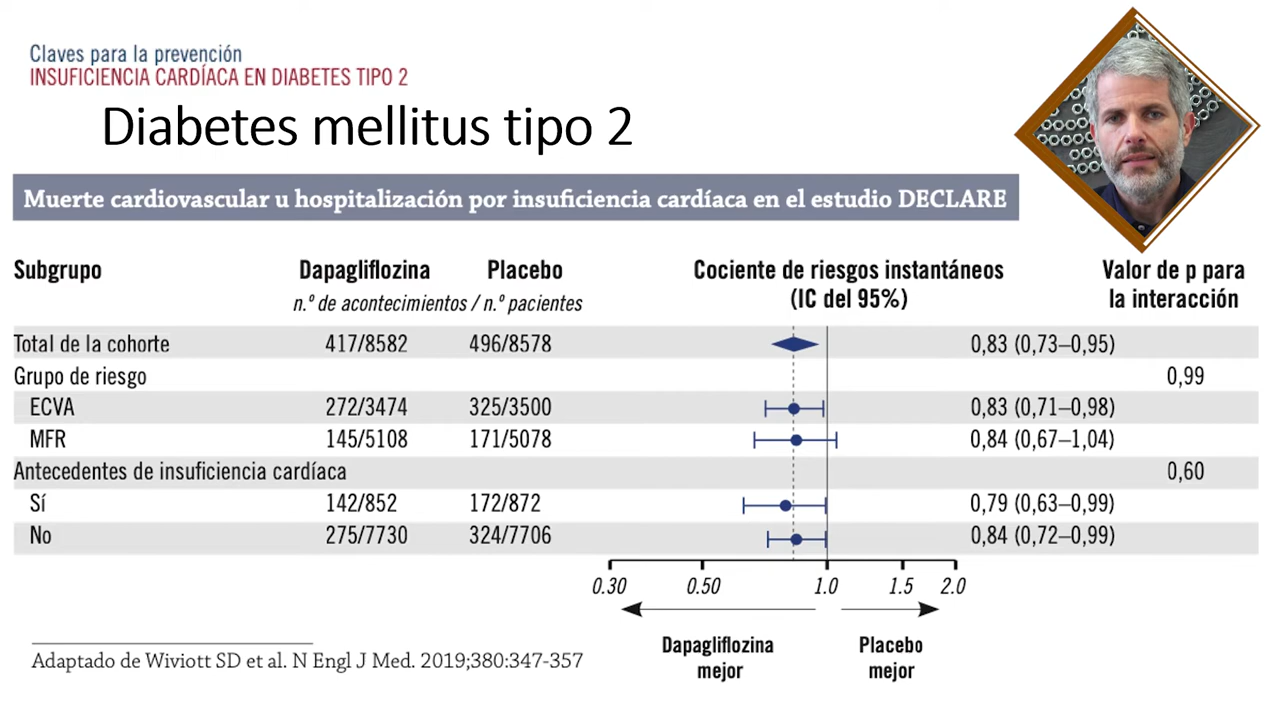 Claves para la prevención
INSUFICIENCIA CARDÍACA EN DIABETES TIPO 2
Diabetes mellitus tipo 2
Muerte cardiovascular u hospitalización por insuficiencia cardíaca en el estudio DECLARE
Subgrupo Dapagliflozina Placebo Cociente de riesgos instantáneos Valor de p para
n.º de acontecimientos / n.º pacientes (IC del 95%) la interacción
Total de la cohorte 417/8582 496/8578 0,83 (0,73–0,95)
Grupo de riesgo 0,99
ECVA 272/3474 325/3500 0,83 (0,71–0,98)
MFR 145/5108 171/5078 0,84 (0,67–1,04)
Antecedentes de insuficiencia cardíaca 0,60
Sí 142/852 172/872 0,79 (0,63–0,99)
No 275/7730 324/7706 0,84 (0,72–0,99)
0.30 0.50 1.0 1.5 2.0
Dapagliflozina Placebo
mejor mejor
Adaptado de Wiviott SD et al. N Engl J Med. 2019;380:347-357